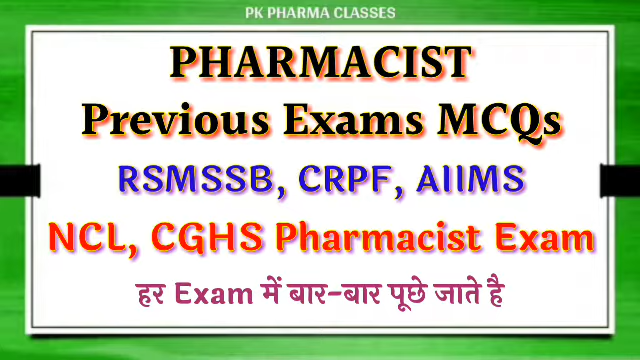 PK PHARMA CLASSES
PHARMACIST
Previous Exams MCQs
RSMSSB, CRPF, AIIMS
NCL, CGHS Pharmacist Exam
हर Exam में बार-बार पूछे जाते है